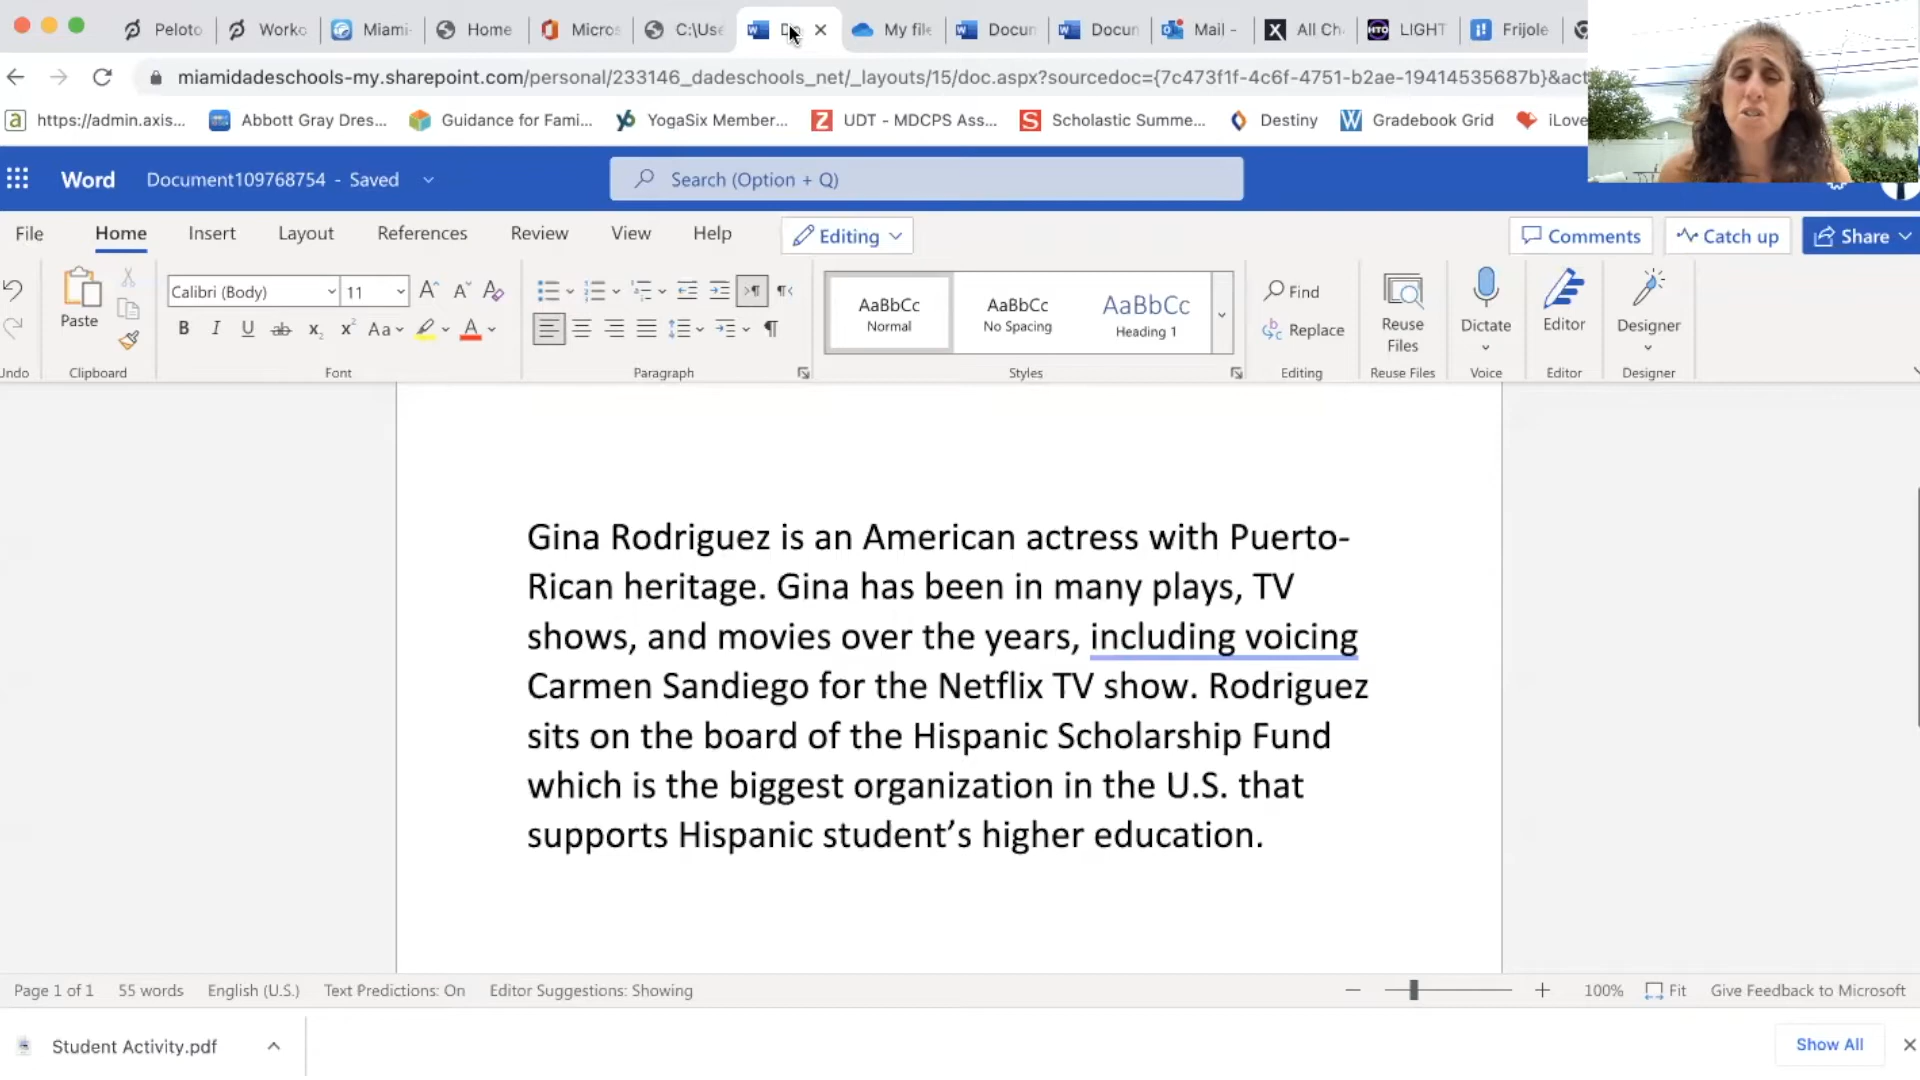 Peloto
Worko
Miami-
Home
Micros
C:\Use
D
My file
Docum
Docum
Mail -
All Ch
LIGHT
Frijole
miamidadeschools-my.sharepoint.com/personal/233146_dadeschools_net/_layouts/15/doc.aspx?sourcedoc={7c473f1f-4c6f-4751-b2ae-19414535687b}&act
https://admin.axis...
Abbott Gray Dres...
Guidance for Fami...
YogaSix Member...
UDT - MDCPS Ass...
Scholastic Summe...
Destiny
Gradebook Grid
iLove
Word
Document109768754 - Saved
Search (Option + Q)
File
Home
Insert
Layout
References
Review
View
Help
Editing
Comments
Catch up
Share
Paste
Calibri (Body)
11
AaBbCc
Normal
AaBbCc
No Spacing
AaBbCc
Heading 1
Find
Replace
Reuse
Files
Dictate
Editor
Designer
Undo
Clipboard
Font
Paragraph
Styles
Editing
Reuse Files
Voice
Editor
Designer
Gina Rodriguez is an American actress with Puerto-
Rican heritage. Gina has been in many plays, TV
shows, and movies over the years, including voicing
Carmen Sandiego for the Netflix TV show. Rodriguez
sits on the board of the Hispanic Scholarship Fund
which is the biggest organization in the U.S. that
supports Hispanic student’s higher education.
Page 1 of 1
55 words
English (U.S.)
Text Predictions: On
Editor Suggestions: Showing
100%
Fit
Give Feedback to Microsoft
Student Activity.pdf
Show All